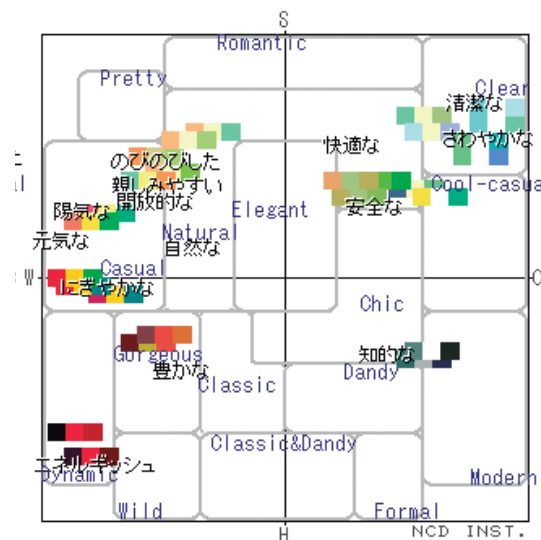 S
Romantic
Pretty
Clear
清潔な
さわやかな
快適な
のびのびした
親しみやすい
開放的な
陽気な
元気な
Cool-casua
安全な
Elegant
Natural
自然な
Casual
にぎやかな
W
C
Chic
知的な
Dandy
Gorgeous
豊かな
Classic
Classic&Dandy
エネルギッシュ
Dynamic
Modern
Wild
Formal
H
NCD INST.